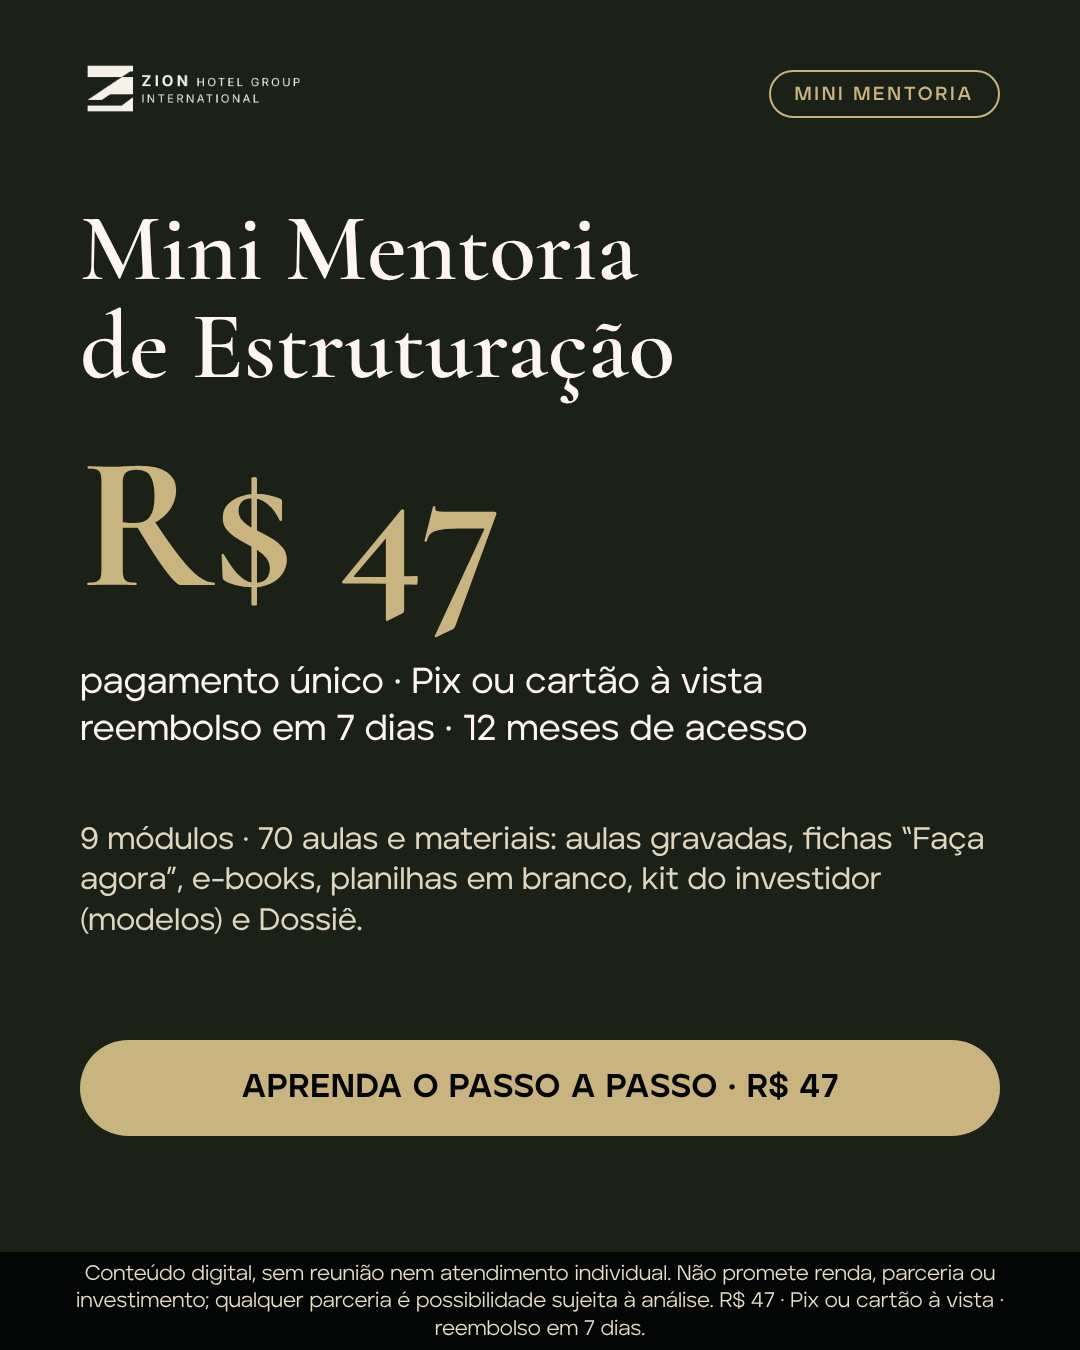 ZION HOTEL GROUP
INTERNATIONAL
MINI MENTORIA
Mini Mentoria
de Estruturação
R$ 47
pagamento único · Pix ou cartão à vista
reembolso em 7 dias · 12 meses de acesso
9 módulos · 70 aulas e materiais: aulas gravadas, fichas “Faça
agora”, e-books, planilhas em branco, kit do investidor
(modelos) e Dossiê.
APRENDA O PASSO A PASSO · R$ 47
Conteúdo digital, sem reunião nem atendimento individual. Não promete renda, parceria ou
investimento; qualquer parceria é possibilidade sujeita à análise. R$ 47 · Pix ou cartão à vista ·
reembolso em 7 dias.